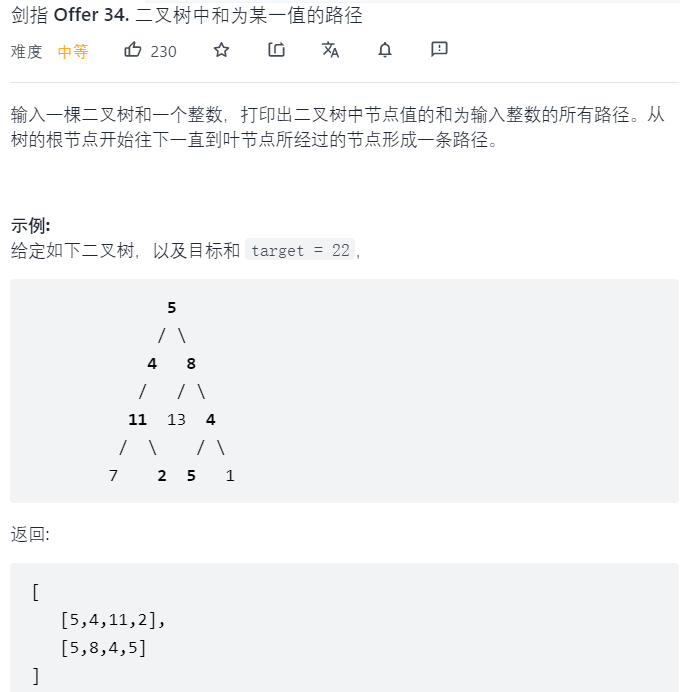 剑指 Offer 34. 二叉树中和为某一值的路径
难度 中等 230
输入一棵二叉树和一个整数，打印出二叉树中节点值的和为输入整数的所有路径。从
树的根节点开始往下一直到叶节点所经过的节点形成一条路径。
示例:
给定如下二叉树，以及目标和 target = 22，
5
/ \
4 8
/ / \
11 13 4
/ \ / \
7 2 5 1
返回:
[
[5,4,11,2],
[5,8,4,5]
]